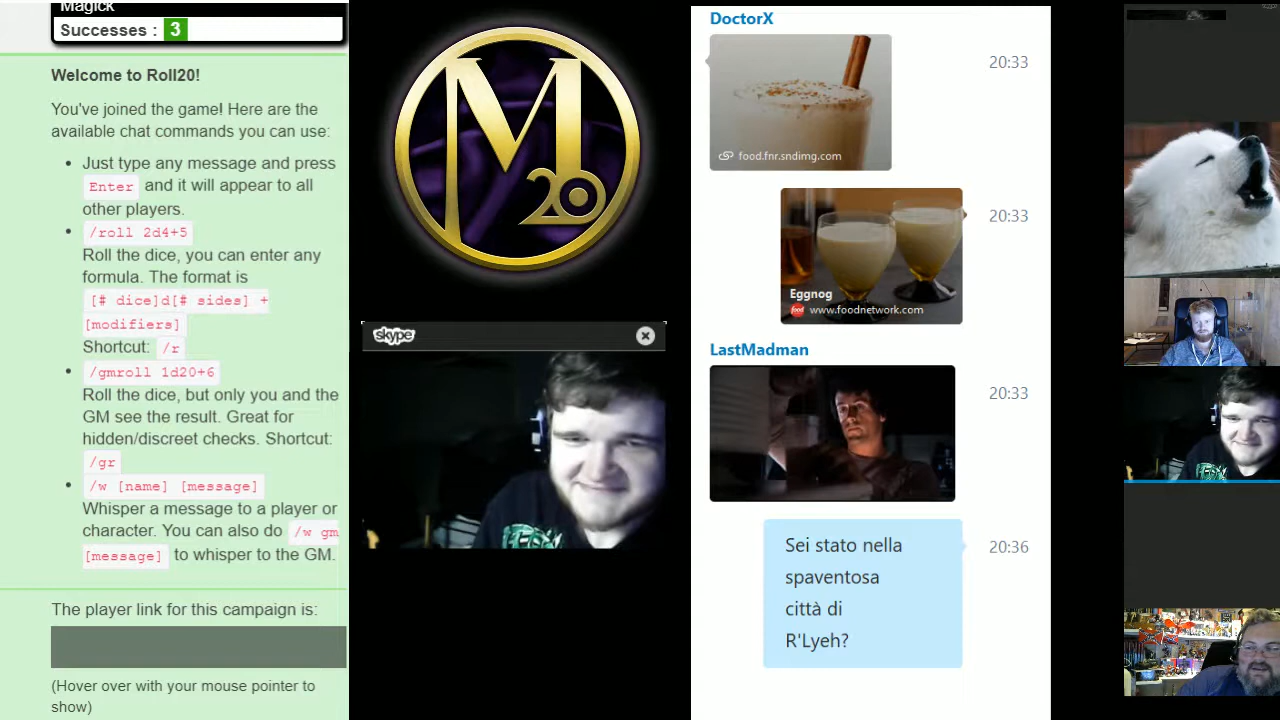 Magick
Successes : 3
Welcome to Roll20!
You've joined the game! Here are the
available chat commands you can use:
Just type any message and press
Enter and it will appear to all
other players.
/roll 2d4+5
Roll the dice, you can enter any
formula. The format is
[# dice]d[# sides] +
[modifiers]
Shortcut: /r
/gmroll 1d20+6
Roll the dice, but only you and the
GM see the result. Great for
hidden/discreet checks. Shortcut:
/gr
/w [name] [message]
Whisper a message to a player or
character. You can also do /w gm
[message] to whisper to the GM.
The player link for this campaign is:
(Hover over with your mouse pointer to
show)
M
20
skype
DoctorX
20:33
food.fnr.sndimg.com
20:33
Eggnog
food www.foodnetwork.com
LastMadman
20:33
Sei stato nella
20:36
spaventosa
città di
R'Lyeh?